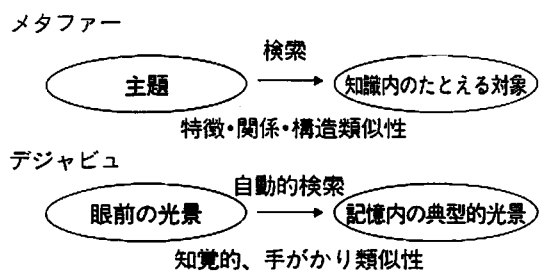 メタファー
検索
主題 知識内のたとえる対象
特徴・関係・構造類似性
デジャビュ
自動的検索
眼前の光景 記憶内の典型的光景
知覚的、手がかり類似性